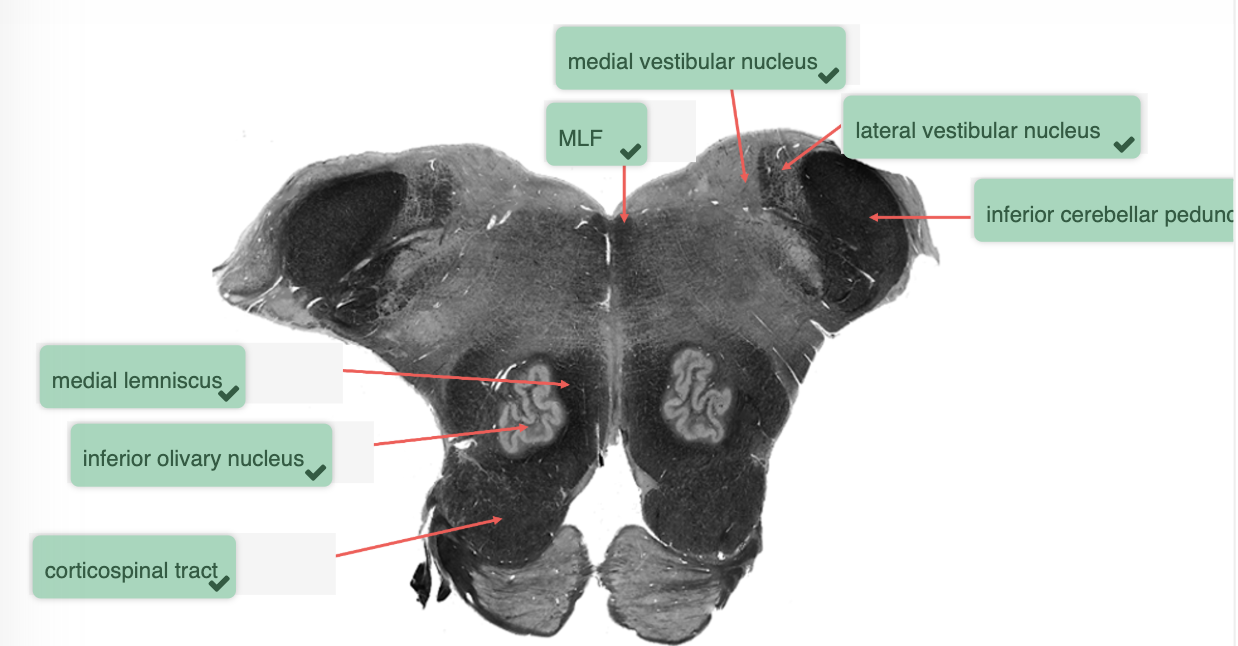 medial vestibular nucleus
MLF
lateral vestibular nucleus
inferior cerebellar pedunc
medial lemniscus
inferior olivary nucleus
corticospinal tract